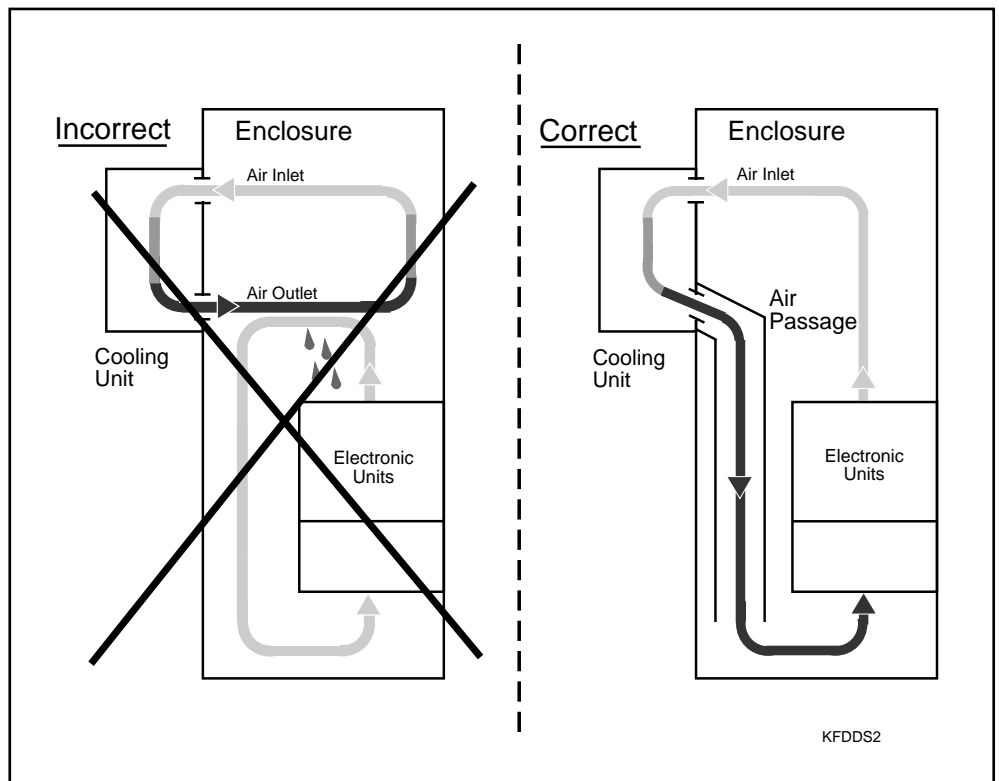 Incorrect
Enclosure
Air Inlet
Air Outlet
Cooling
Unit
Electronic
Units
Correct
Enclosure
Air Inlet
Air
Passage
Cooling
Unit
Electronic
Units
KFDDS2